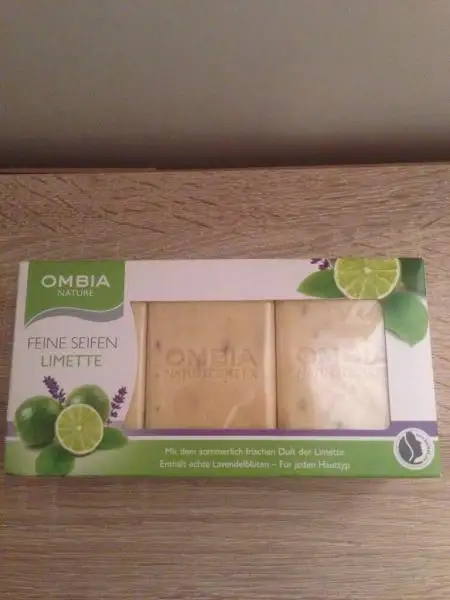 OMBIA
NATURE
FEINE SEIFEN
LIMETTE
OMBIA
OMBIA
Mit dem sommerlich frischen Duft der Limette.
Enthält echte Lavendelblüten – Für jeden Hauttyp